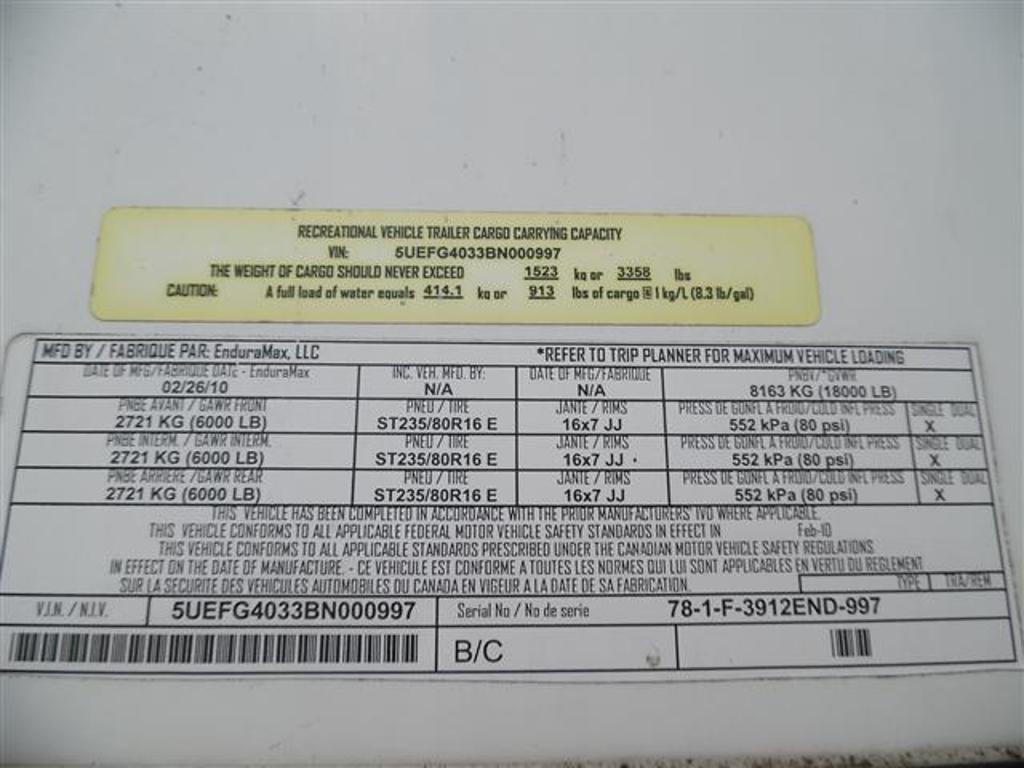 RECREATIONAL VEHICLE TRAILER CARGO CARRYING CAPACITY
VIN: 5UEFG4033BN000997
THE WEIGHT OF CARGO SHOULD NEVER EXCEED 1523 kg or 3358 lbs
CAUTION: A full load of water equals 414.1 kg or 913 lbs of cargo @ 1 kg/L (8.3 lb/gal)
MFD BY / FABRIQUE PAR: EnduraMax, LLC *REFER TO TRIP PLANNER FOR MAXIMUM VEHICLE LOADING
DATE OF MFG/FABRIQUE DATE - EnduraMax INC. VEH. MFD. BY: DATE OF MFG/FABRIQUE PNBV/*GVWR
02/26/10 N/A N/A 8163 KG (18000 LB)
PNBE AVANT / GAWR FRONT PNEU / TIRE JANTE / RIMS PRESS DE GONFL A FROID/COLD INFL PRESS SINGLE DUAL
2721 KG (6000 LB) ST235/80R16 E 16x7 JJ 552 kPa (80 psi) X
PNBE INTERM. / GAWR INTERM. PNEU / TIRE JANTE / RIMS PRESS DE GONFL A FROID/COLD INFL PRESS SINGLE DUAL
2721 KG (6000 LB) ST235/80R16 E 16x7 JJ 552 kPa (80 psi) X
PNBE ARRIERE /GAWR REAR PNEU / TIRE JANTE / RIMS PRESS DE GONFL A FROID/COLD INFL PRESS SINGLE DUAL
2721 KG (6000 LB) ST235/80R16 E 16x7 JJ 552 kPa (80 psi) X
THIS VEHICLE HAS BEEN COMPLETED IN ACCORDANCE WITH THE PRIOR MANUFACTURERS' IVD WHERE APPLICABLE.
THIS VEHICLE CONFORMS TO ALL APPLICABLE FEDERAL MOTOR VEHICLE SAFETY STANDARDS IN EFFECT IN Feb-10
THIS VEHICLE CONFORMS TO ALL APPLICABLE STANDARDS PRESCRIBED UNDER THE CANADIAN MOTOR VEHICLE SAFETY REGULATIONS
IN EFFECT ON THE DATE OF MANUFACTURE. - CE VEHICULE EST CONFORME A TOUTES LES NORMES QUI LUI SONT APPLICABLES EN VERTU DU REGLEMENT
SUR LA SECURITE DES VEHICULES AUTOMOBILES DU CANADA EN VIGEUR A LA DATE DE SA FABRICATION. TYPE TRA/REM
V.I.N. / N.I.V. 5UEFG4033BN000997 Serial No / No de serie 78-1-F-3912END-997
B/C